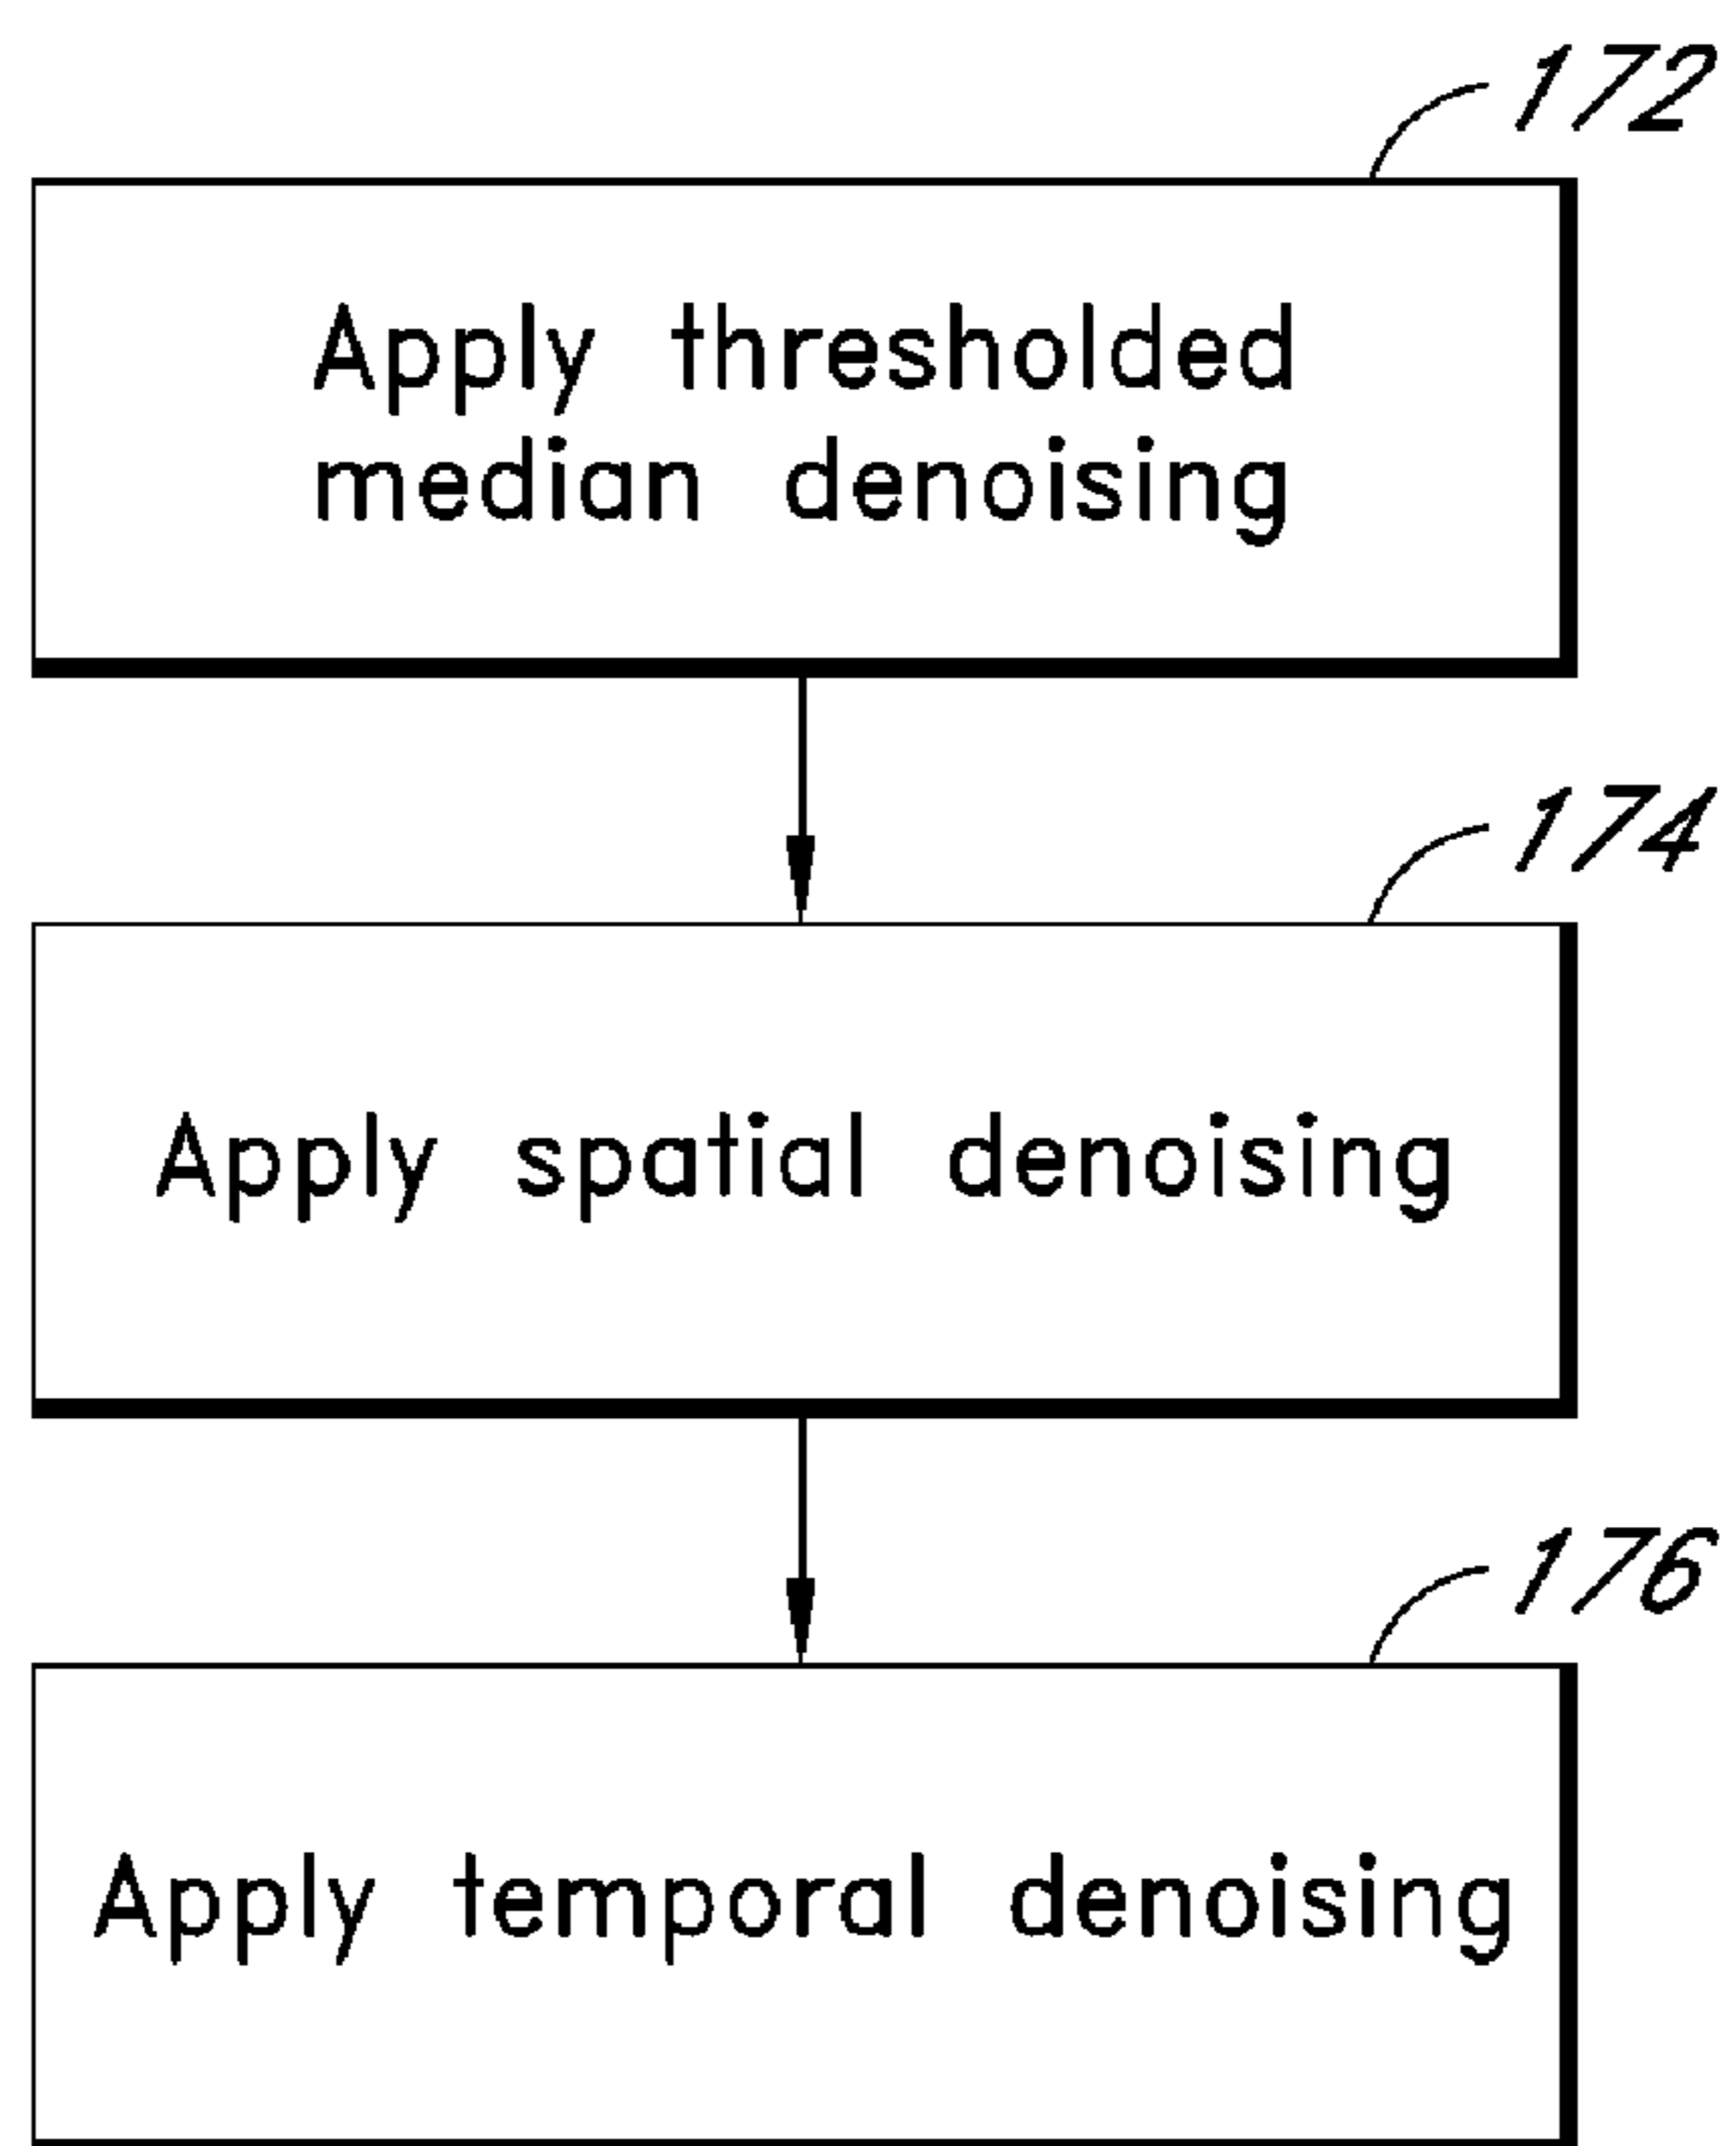 172
Apply thresholded
median denoising
174
Apply spatial denoising
176
Apply temporal denoising